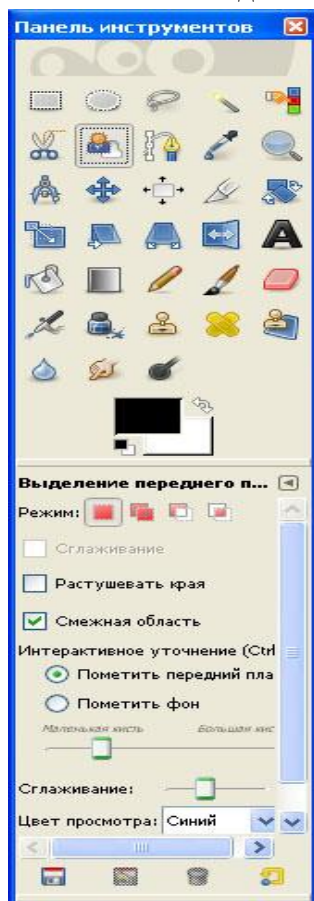 Панель инструментов
Выделение переднего п...
Режим:
Сглаживание
Растушевать края
Смежная область
Интерактивное уточнение (Ctrl
Пометить передний пла
Пометить фон
Маленькая кисть Большая кис
Сглаживание:
Цвет просмотра: Синий